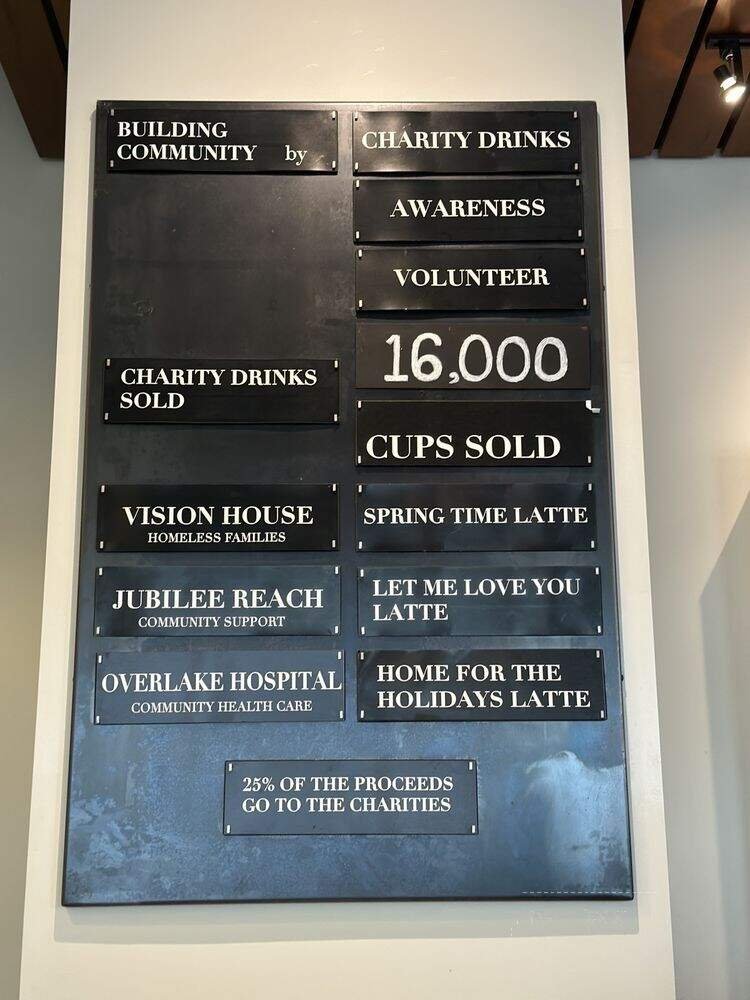 BUILDING
COMMUNITY by
CHARITY DRINKS
AWARENESS
VOLUNTEER
16,000
CHARITY DRINKS
SOLD
CUPS SOLD
VISION HOUSE
HOMELESS FAMILIES
SPRING TIME LATTE
JUBILEE REACH
COMMUNITY SUPPORT
LET ME LOVE YOU
LATTE
OVERLAKE HOSPITAL
COMMUNITY HEALTH CARE
HOME FOR THE
HOLIDAYS LATTE
25% OF THE PROCEEDS
GO TO THE CHARITIES